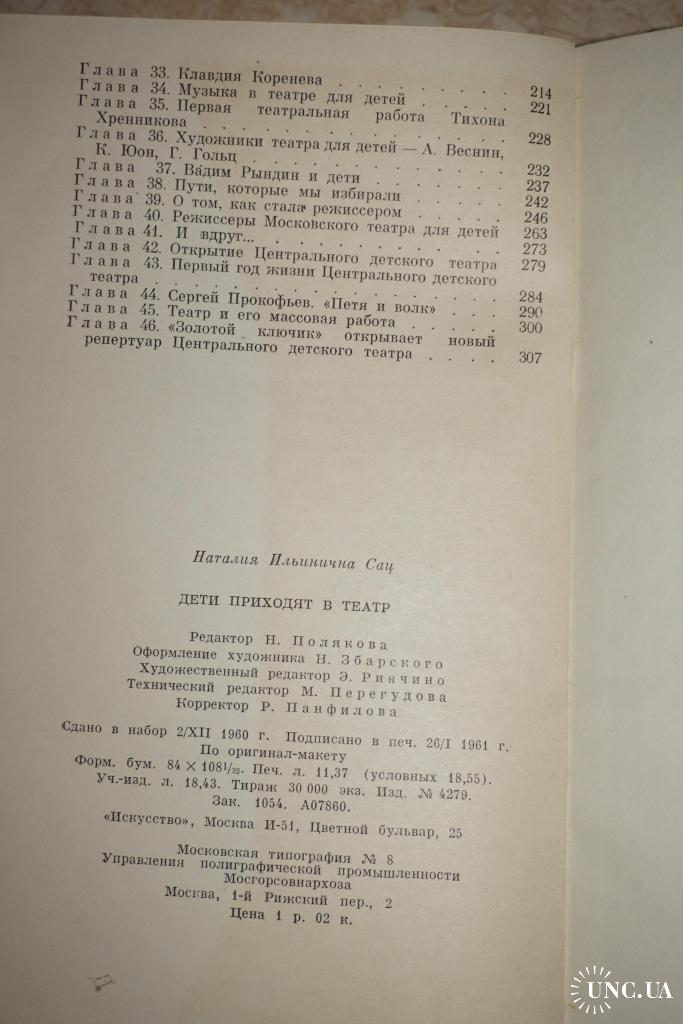 Глава 33. Клавдия Коренева . . . . . . . . 214
Глава 34. Музыка в театре для детей . . . . . 221
Глава 35. Первая театральная работа Тихона
Хренникова . . . . . . . . . . . . . 228
Глава 36. Художники театра для детей — А. Веснин,
К. Юон, Г. Гольц . . . . . . . . . . . 232
Глава 37. Вадим Рындин и дети . . . . . . . 237
Глава 38. Пути, которые мы избирали . . . . . 242
Глава 39. О том, как стала режиссером . . . . . 246
Глава 40. Режиссеры Московского театра для детей 263
Глава 41. И вдруг... . . . . . . . . . . . 273
Глава 42. Открытие Центрального детского театра 279
Глава 43. Первый год жизни Центрального детского
театра . . . . . . . . . . . . . . . 284
Глава 44. Сергей Прокофьев. «Петя и волк» . . . 290
Глава 45. Театр и его массовая работа . . . . . 300
Глава 46. «Золотой ключик» открывает новый
репертуар Центрального детского театра . . . . 307
Наталия Ильинична Сац
ДЕТИ ПРИХОДЯТ В ТЕАТР
Редактор Н. Полякова
Оформление художника Н. Збарского
Художественный редактор Э. Ринчино
Технический редактор М. Перегудова
Корректор Р. Панфилова
Сдано в набор 2/XII 1960 г. Подписано в печ. 26/I 1961 г.
По оригинал-макету
Форм. бум. 84 × 108¹/₃₂. Печ. л. 11,37 (условных 18,55).
Уч.-изд. л. 18,43. Тираж 30 000 экз. Изд. № 4279.
Зак. 1054. А07860.
«Искусство», Москва И-51, Цветной бульвар, 25
Московская типография № 8
Управления полиграфической промышленности
Мосгорсовнархоза
Москва, 1-й Рижский пер., 2
Цена 1 р. 02 к.
UNC.UA